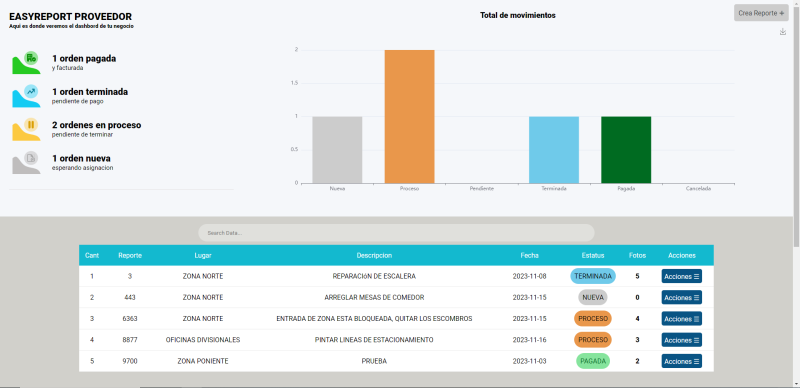 EASYREPORT PROVEEDOR
Aqui es donde veremos el dashbord de tu negocio
1 orden pagada
y facturada
1 orden terminada
pendiente de pago
2 ordenes en proceso
pendiente de terminar
1 orden nueva
esperando asignacion
Total de movimientos
Crea Reporte +
2
1.5
1
0.5
0
Nueva Proceso Pendiente Terminada Pagada Cancelada
Search Data...
Cant Reporte Lugar Descripcion Fecha Estatus Fotos Acciones
1 3 ZONA NORTE REPARACIóN DE ESCALERA 2023-11-08 TERMINADA 5 Acciones ☰
2 443 ZONA NORTE ARREGLAR MESAS DE COMEDOR 2023-11-15 NUEVA 0 Acciones ☰
3 6363 ZONA NORTE ENTRADA DE ZONA ESTA BLOQUEADA, QUITAR LOS ESCOMBROS 2023-11-15 PROCESO 4 Acciones ☰
4 8877 OFICINAS DIVISIONALES PINTAR LINEAS DE ESTACIONAMIENTO 2023-11-16 PROCESO 3 Acciones ☰
5 9700 ZONA PONIENTE PRUEBA 2023-11-03 PAGADA 2 Acciones ☰